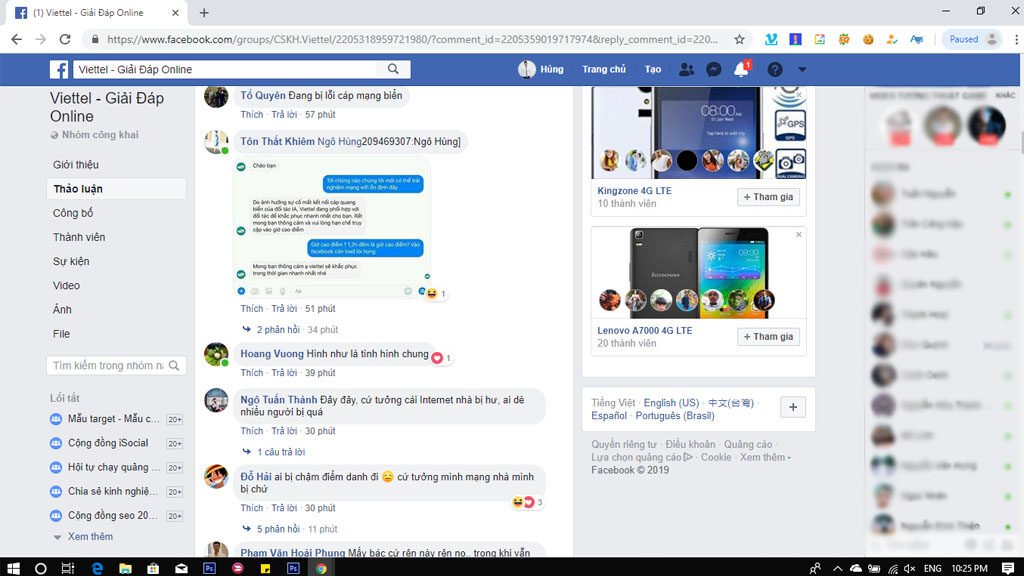 (1) Viettel - Giải Đáp Online
https://www.facebook.com/groups/CSKH.Viettel/2205318959721980/?comment_id=2205359019717974&reply_comment_id=220...
Paused
Viettel - Giải Đáp Online
Hùng
Trang chủ
Tạo
1
Viettel - Giải Đáp
Online
Nhóm công khai
Giới thiệu
Thảo luận
Công bố
Thành viên
Sự kiện
Video
Ảnh
File
Tìm kiếm trong nhóm nà
Lối tắt
Mẫu target - Mẫu c... 20+
Cộng đồng iSocial 20+
Hội tự chạy quảng ... 20+
Chia sẻ kinh nghiệ... 20+
Cộng đồng seo 20... 20+
Xem thêm
Tố Quyên Đang bị lỗi cáp mạng biển
Thích · Trả lời · 57 phút
Tôn Thất Khiêm Ngô Hùng209469307:Ngô Hùng]
Chào bạn
Tới chừng nào chúng tôi mới có thể trải
nghiệm mạng wifi ổn định đây
Do ảnh hưởng sự cố mất kết nối cáp quang
biển của đối tác IA, Viettel đang phối hợp với
đối tác để khắc phục nhanh nhất cho bạn. Rất
mong bạn thông cảm và vui lòng hạn chế truy
cập vào giờ cao điểm
Giờ cao điểm ? 1,2h đêm là giờ cao điểm? Vào
facebook còn load lòi họng
Mong bạn thông cảm ạ viettel sẽ khắc phục
trong thời gian nhanh nhất nhé
Aa
1
Thích · Trả lời · 51 phút
2 phản hồi · 34 phút
Hoang Vuong Hình như là tình hình chung
1
Thích · Trả lời · 39 phút
Ngô Tuấn Thành Đây đây, cứ tưởng cái Internet nhà bị hư, ai dè
nhiều người bị quá
Thích · Trả lời · 30 phút
1 câu trả lời
Đỗ Hải ai bị chậm điểm danh đi 😑 cứ tưởng mình mạng nhà mình
bị chứ
3
Thích · Trả lời · 30 phút
5 phản hồi · 11 phút
Phạm Văn Hoài Phung Mấy bác cứ rên này rên nọ.. trong khi vẫn
08:00
GPS
DUAL CAMERAS
Kingzone 4G LTE
10 thành viên
+ Tham gia
lenovo
09:30
Lenovo A7000 4G LTE
20 thành viên
+ Tham gia
Tiếng Việt · English (US) · 中文(台灣) ·
Español · Português (Brasil)
+
Quyền riêng tư · Điều khoản · Quảng cáo ·
Lựa chọn quảng cáo · Cookie · Xem thêm
Facebook © 2019
KHÁC
ENG
10:25 PM